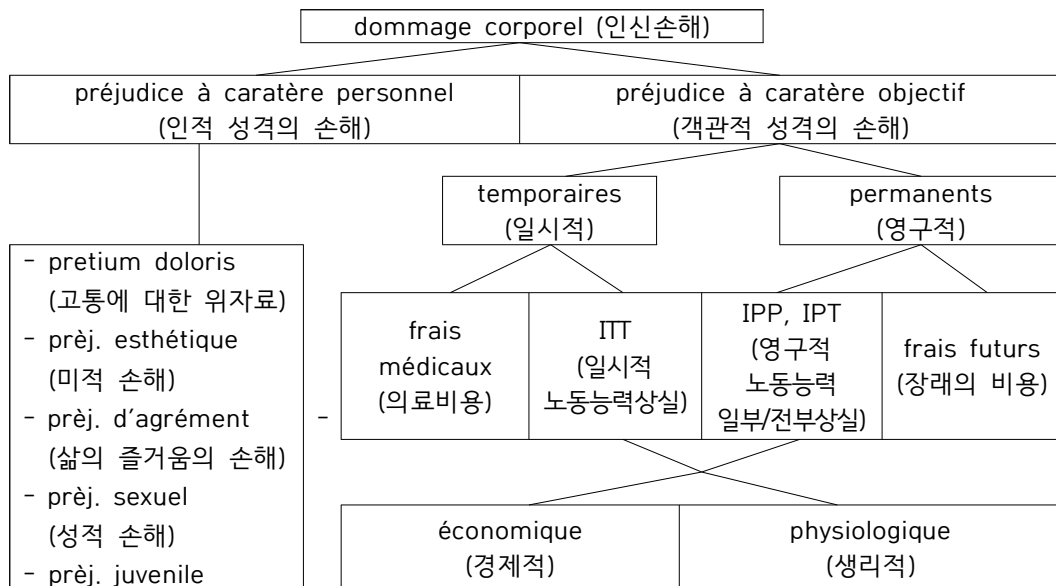 dommage corporel (인신손해)
préjudice à caratère personnel
(인적 성격의 손해)
préjudice à caratère objectif
(객관적 성격의 손해)
temporaires
(일시적)
permanents
(영구적)
- pretium doloris
(고통에 대한 위자료)
- prèj. esthétique
(미적 손해)
- prèj. d'agrément
(삶의 즐거움의 손해)
- prèj. sexuel
(성적 손해)
- prèj. juvenile
-
frais
médicaux
(의료비용)
ITT
(일시적
노동능력상실)
IPP, IPT
(영구적
노동능력
일부/전부상실)
frais futurs
(장래의 비용)
économique
(경제적)
physiologique
(생리적)